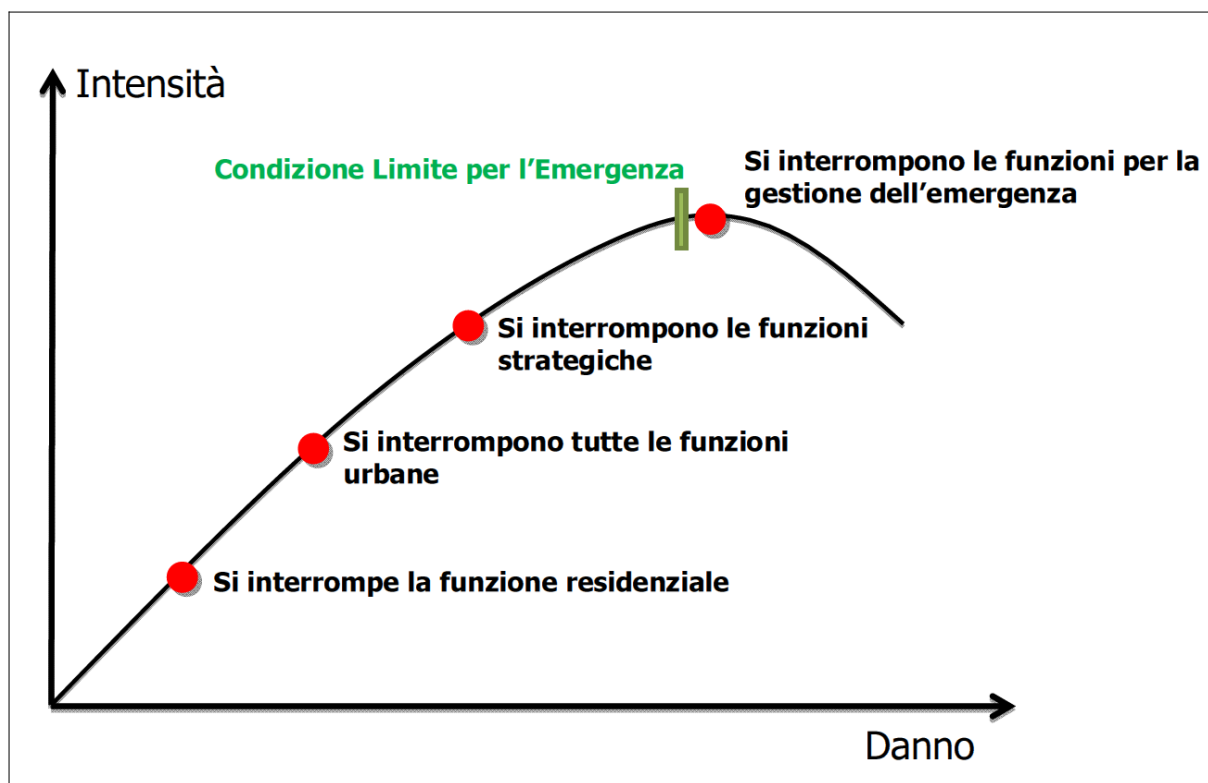 Intensità
Condizione Limite per l’Emergenza
Si interrompono le funzioni per la
gestione dell’emergenza
Si interrompono le funzioni
strategiche
Si interrompono tutte le funzioni
urbane
Si interrompe la funzione residenziale
Danno